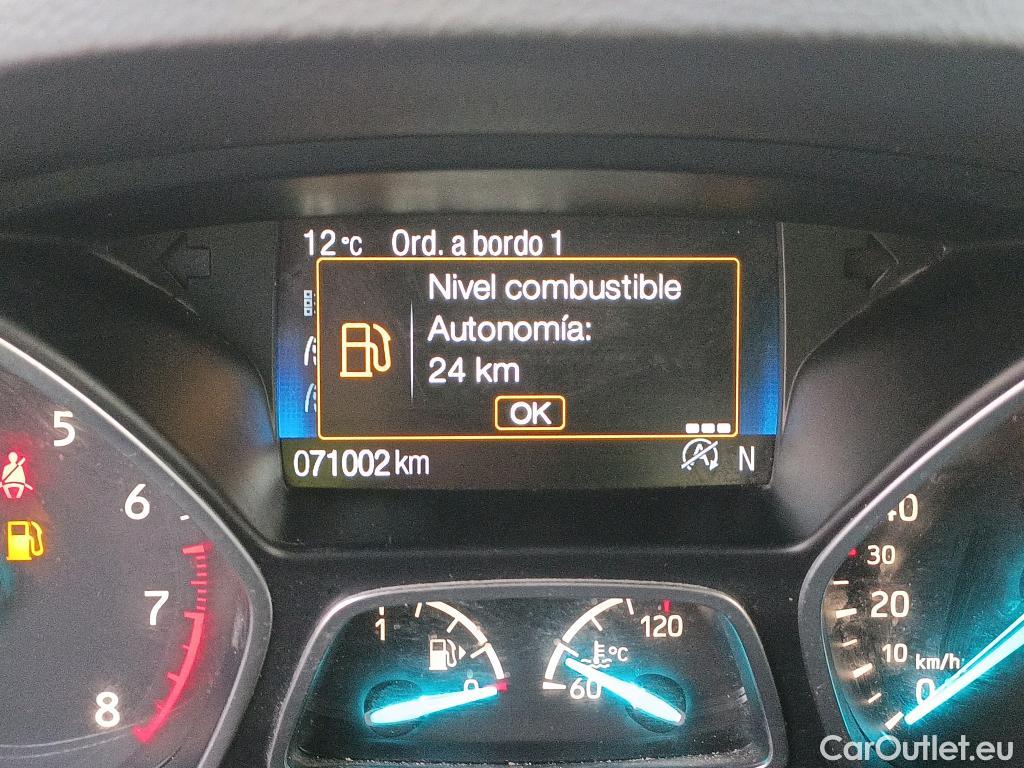 12°C Ord. a bordo 1
Nivel combustible
Autonomía:
24 km
OK
071002 km
A
N
5
6
7
8
1
0
120
°C
60
40
30
20
10
km/h
0
CarOutlet.eu